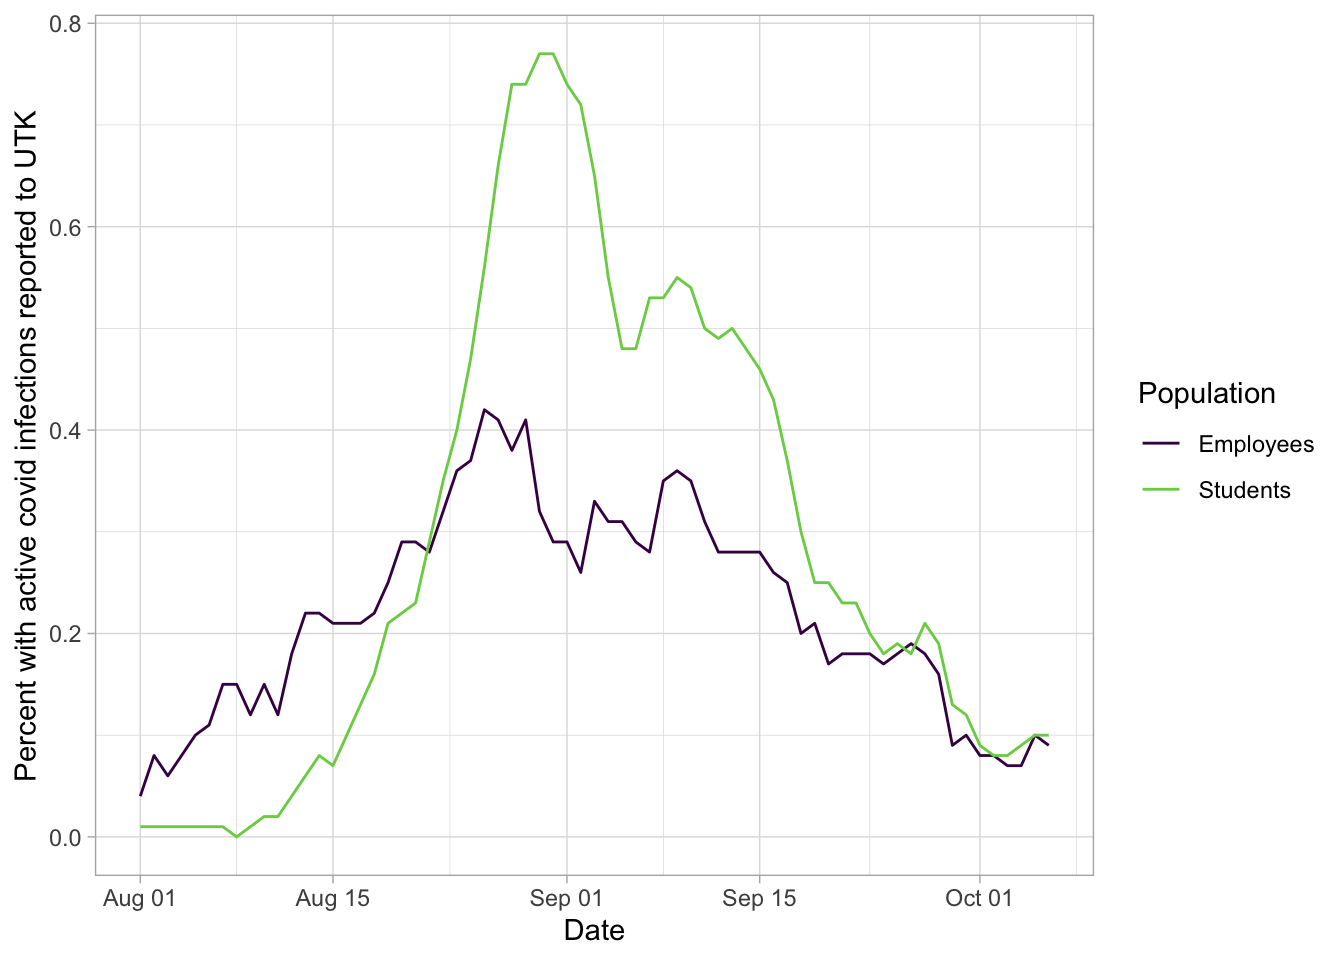 Percent with active covid infections reported to UTK
0.8
0.6
0.4
0.2
0.0
Aug 01
Aug 15
Sep 01
Sep 15
Oct 01
Date
Population
Employees
Students